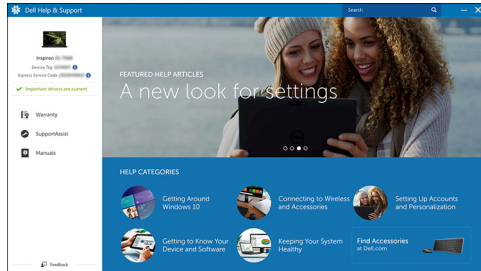 Dell Help & Support
Search
Inspiron
Service Tag
Express Service Code
Important drivers are current
Warranty
SupportAssist
Manuals
Feedback
FEATURED HELP ARTICLES
A new look for settings
HELP CATEGORIES
Getting Around
Windows 10
Connecting to Wireless
and Accessories
Setting Up Accounts
and Personalization
Getting to Know Your
Device and Software
Keeping Your System
Healthy
Find Accessories
at Dell.com